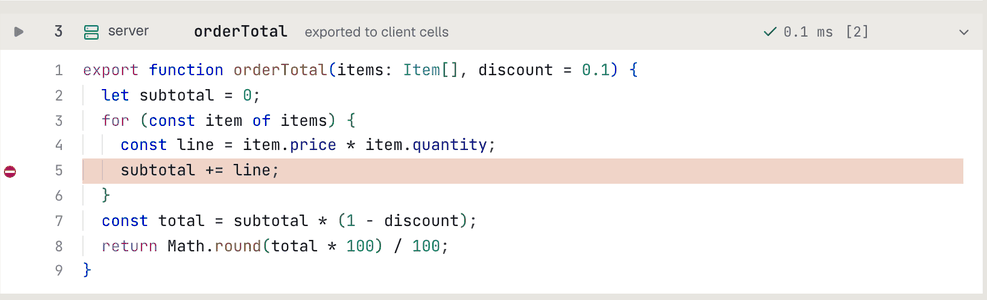 3 server orderTotal exported to client cells ✓ 0.1 ms [2]
1 export function orderTotal(items: Item[], discount = 0.1) {
2   let subtotal = 0;
3   for (const item of items) {
4     const line = item.price * item.quantity;
5     subtotal += line;
6   }
7   const total = subtotal * (1 - discount);
8   return Math.round(total * 100) / 100;
9 }